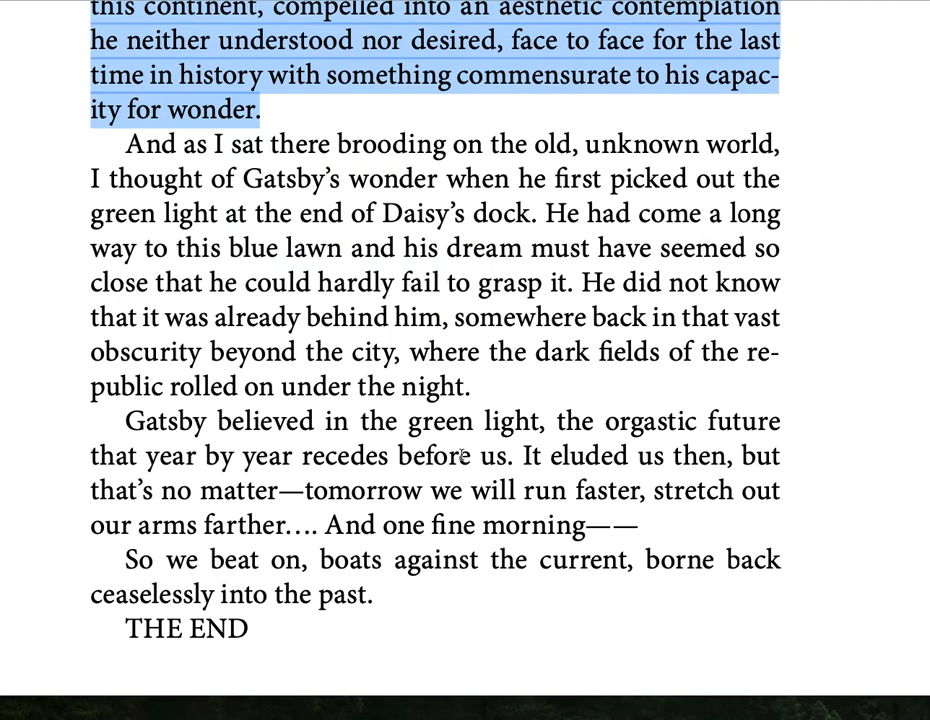 this continent, compelled into an aesthetic contemplation
he neither understood nor desired, face to face for the last
time in history with something commensurate to his capac-
ity for wonder.
And as I sat there brooding on the old, unknown world,
I thought of Gatsby’s wonder when he first picked out the
green light at the end of Daisy’s dock. He had come a long
way to this blue lawn and his dream must have seemed so
close that he could hardly fail to grasp it. He did not know
that it was already behind him, somewhere back in that vast
obscurity beyond the city, where the dark fields of the re-
public rolled on under the night.
Gatsby believed in the green light, the orgastic future
that year by year recedes before us. It eluded us then, but
that’s no matter—tomorrow we will run faster, stretch out
our arms farther…. And one fine morning——
So we beat on, boats against the current, borne back
ceaselessly into the past.
THE END